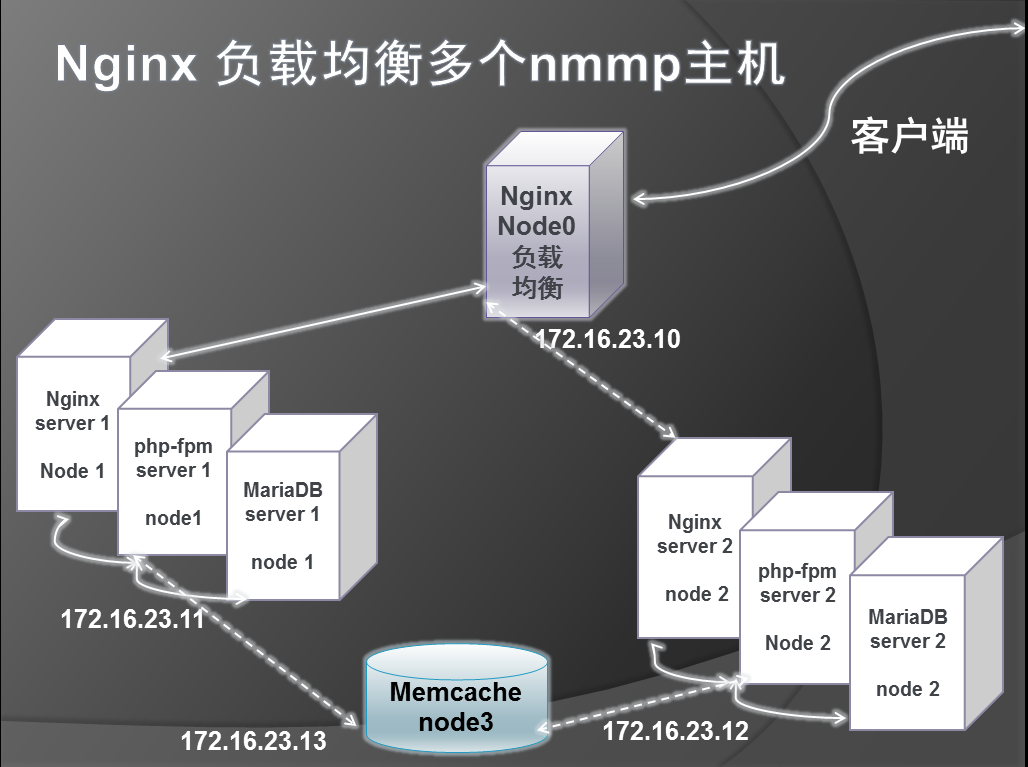 Nginx 负载均衡多个nmmp主机
客户端
Nginx
Node0
负载
均衡
172.16.23.10
Nginx
server 1
Node 1
php-fpm
server 1
node1
MariaDB
server 1
node 1
172.16.23.11
Nginx
server 2
node 2
php-fpm
server 2
Node 2
MariaDB
server 2
node 2
172.16.23.12
Memcache
node3
172.16.23.13